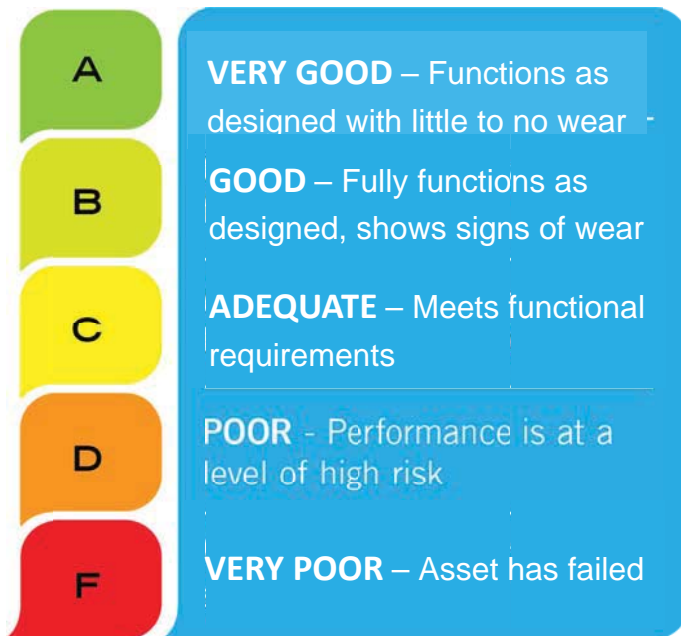 A
VERY GOOD – Functions as
designed with little to no wear
B
GOOD – Fully functions as
designed, shows signs of wear
C
ADEQUATE – Meets functional
requirements
D
POOR - Performance is at a
level of high risk
F
VERY POOR – Asset has failed